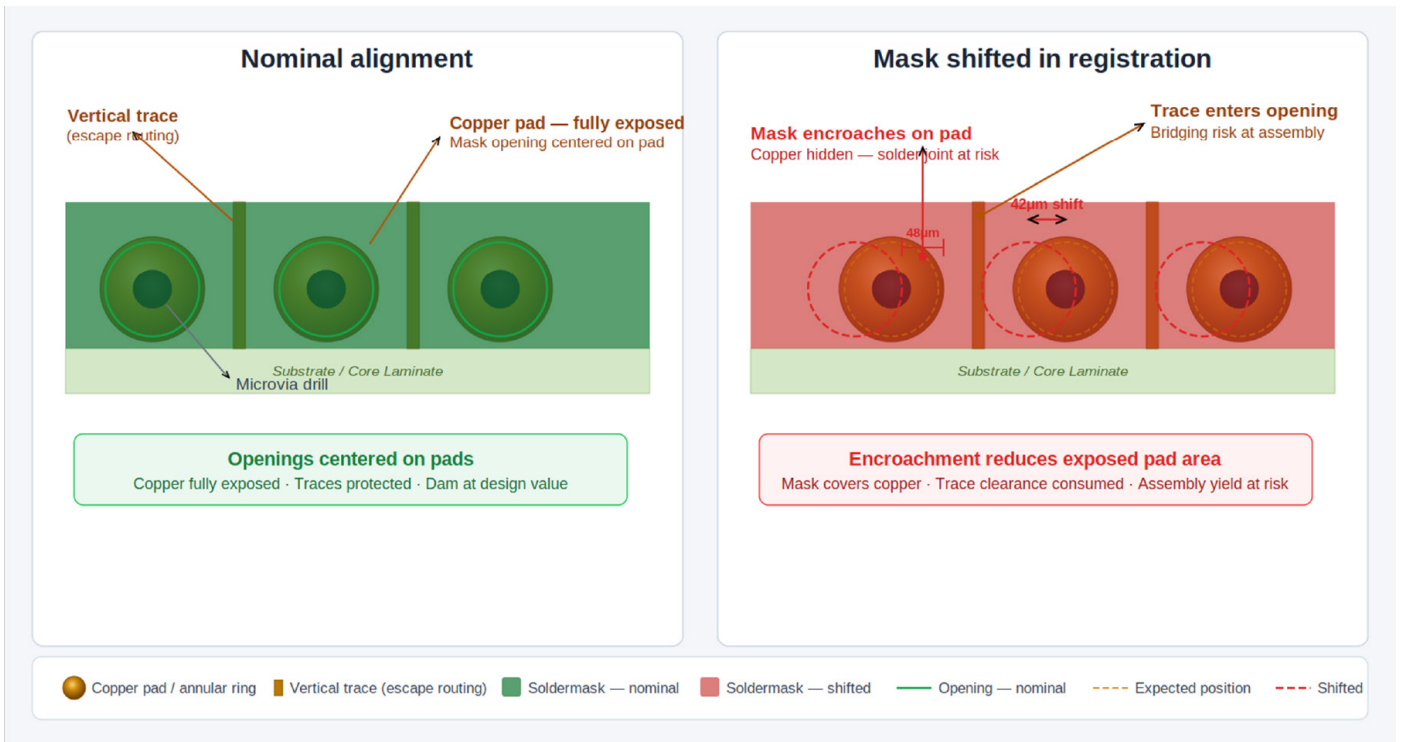 Nominal alignment
Vertical trace
(escape routing)
Copper pad — fully exposed
Mask opening centered on pad
Substrate / Core Laminate
Microvia drill
Openings centered on pads
Copper fully exposed · Traces protected · Dam at design value
Mask shifted in registration
Mask encroaches on pad
Copper hidden — solder joint at risk
Trace enters opening
Bridging risk at assembly
42µm shift
48µm
Substrate / Core Laminate
Encroachment reduces exposed pad area
Mask covers copper · Trace clearance consumed · Assembly yield at risk
Copper pad / annular ring
Vertical trace (escape routing)
Soldermask — nominal
Soldermask — shifted
Opening — nominal
Expected position
Shifted